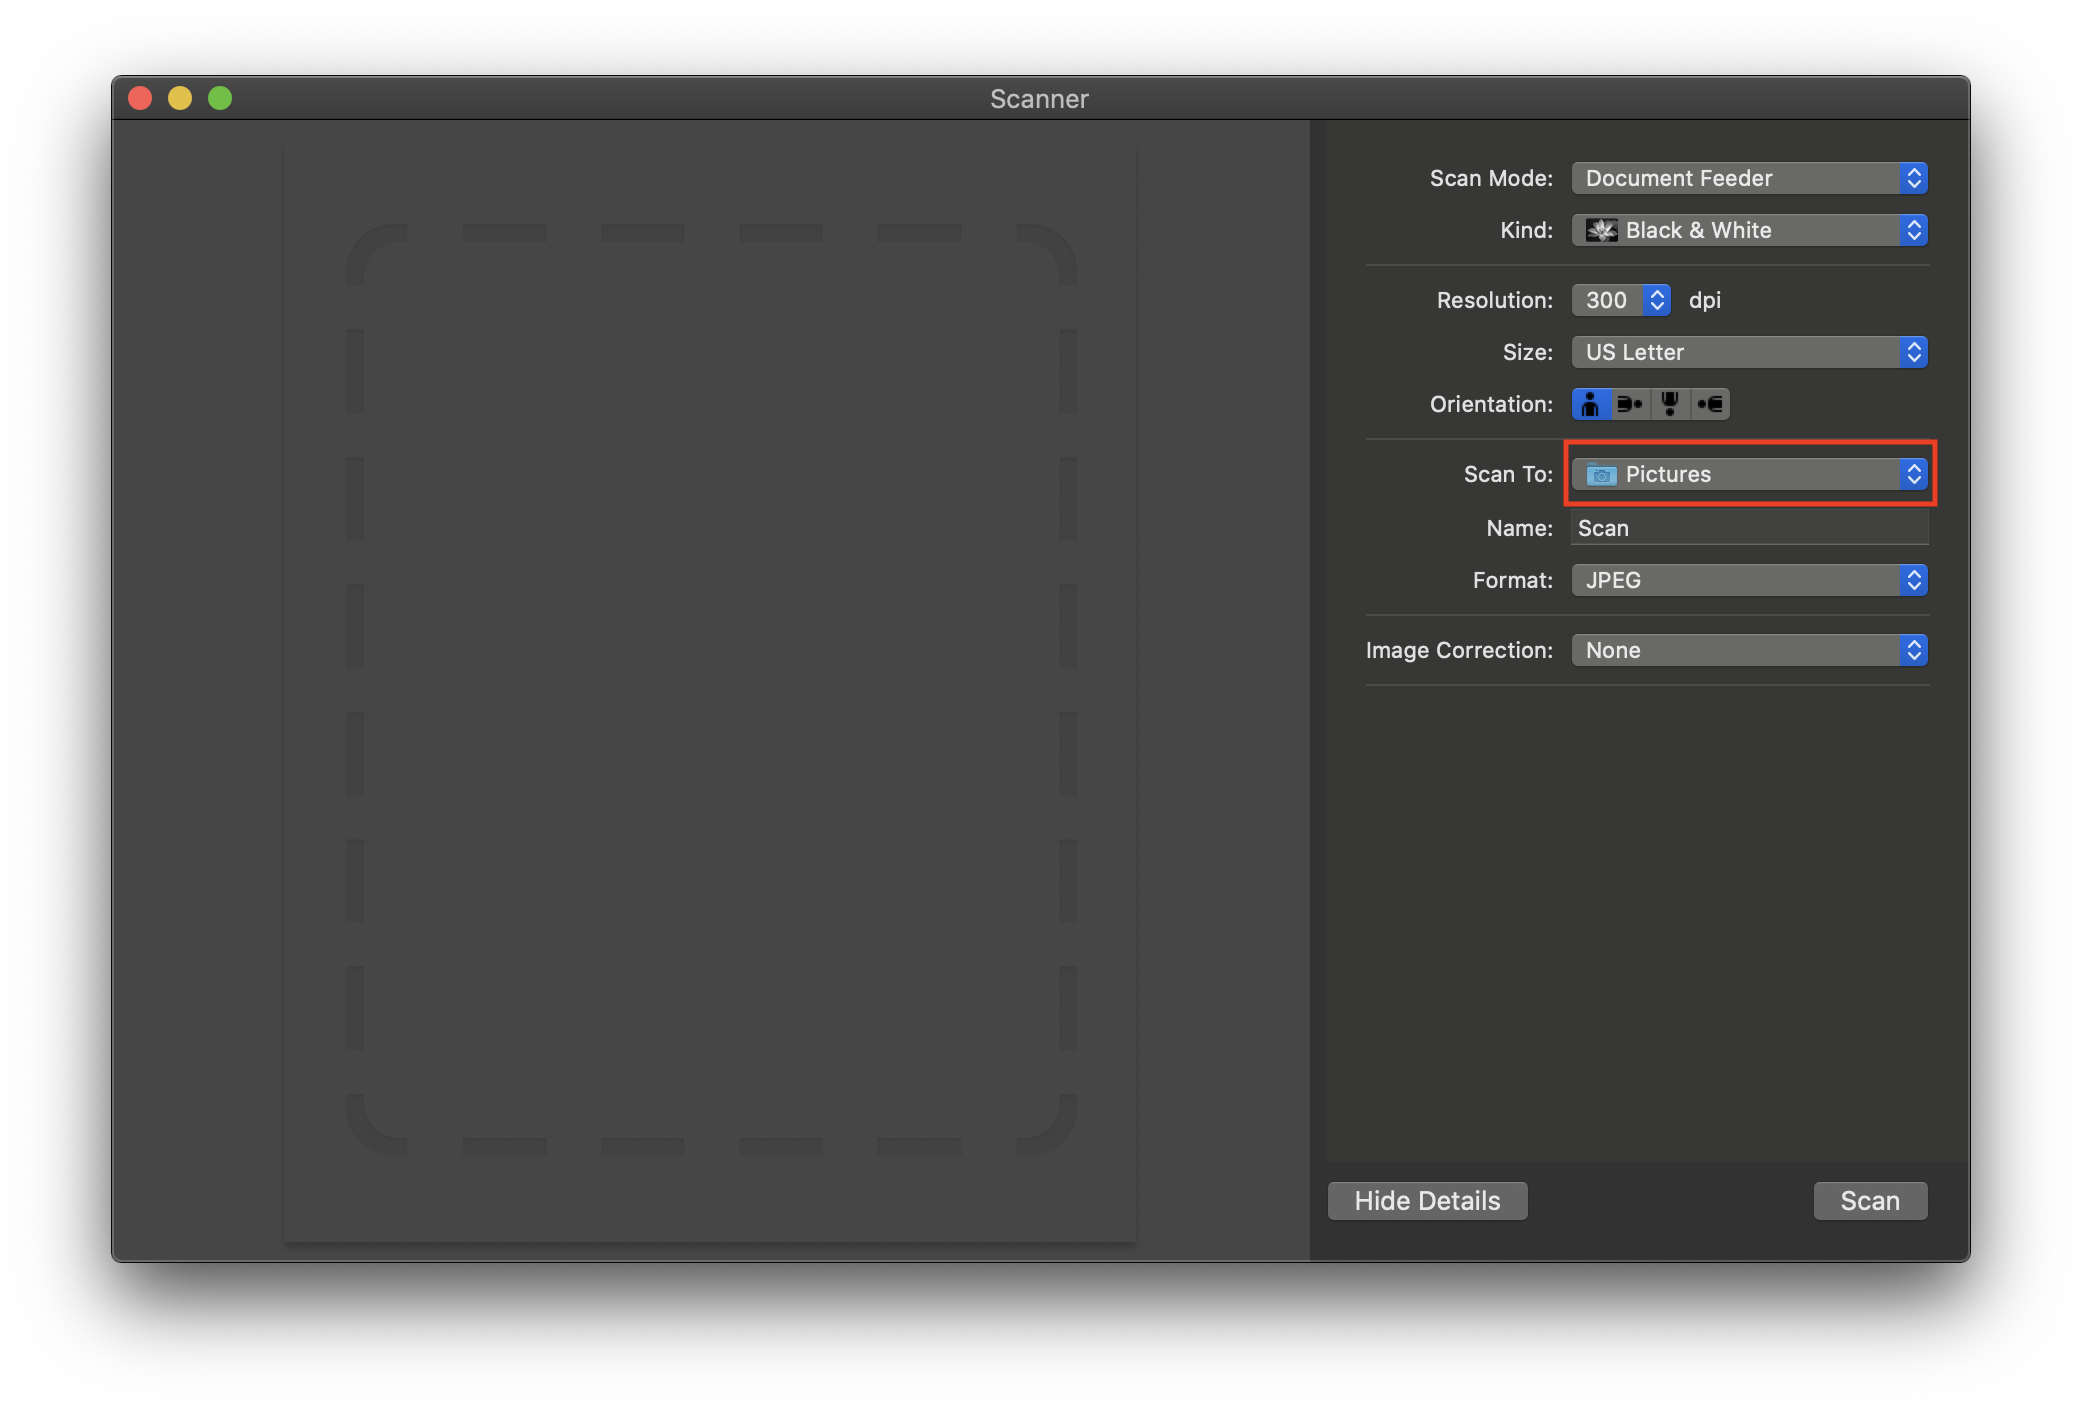 Scanner
Scan Mode: Document Feeder
Kind: Black & White
Resolution: 300 dpi
Size: US Letter
Orientation:
Scan To: Pictures
Name: Scan
Format: JPEG
Image Correction: None
Hide Details Scan